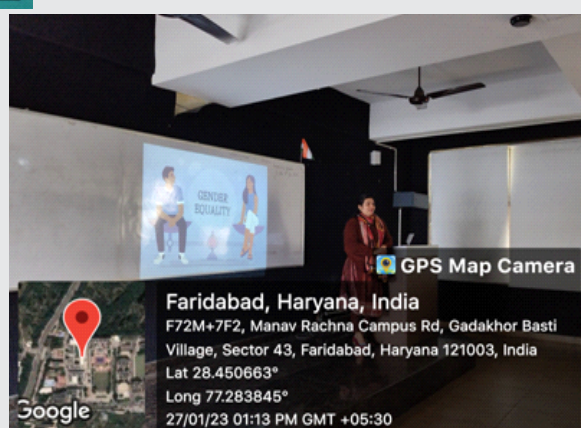 GENDER
EQUALITY
GPS Map Camera
Faridabad, Haryana, India
F72M+7F2, Manav Rachna Campus Rd, Gadakhor Basti
Village, Sector 43, Faridabad, Haryana 121003, India
Lat 28.450663°
Long 77.283845°
27/01/23 01:13 PM GMT +05:30
Google